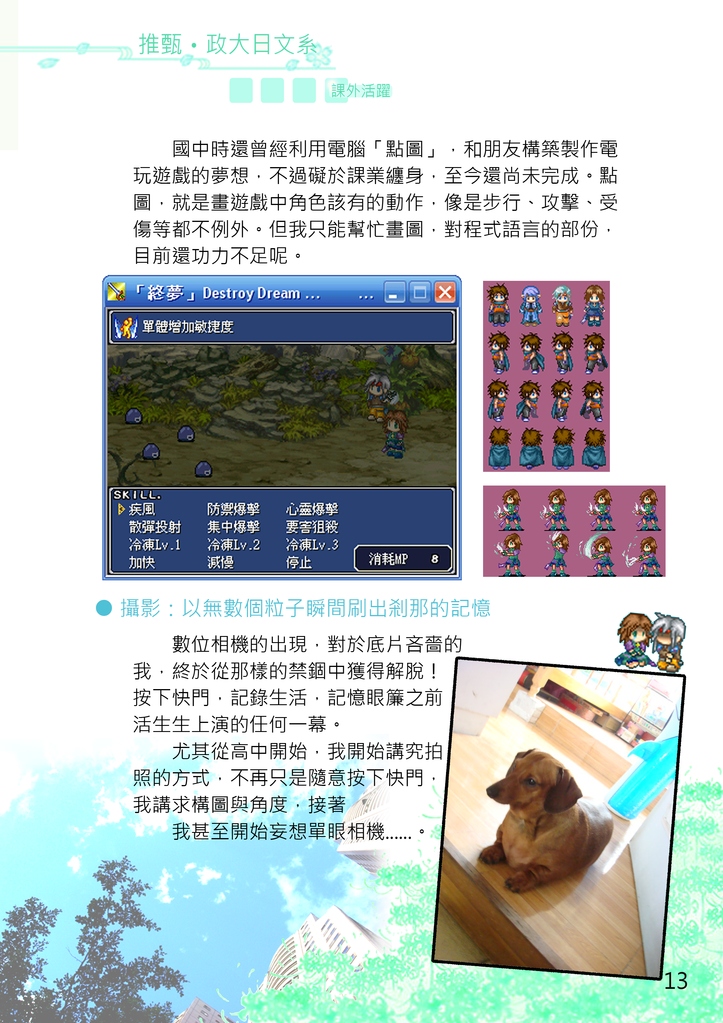 推甄・政大日文系
課外活躍
國中時還曾經利用電腦「點圖」，和朋友構築製作電
玩遊戲的夢想，不過礙於課業纏身，至今還尚未完成。點
圖，就是畫遊戲中角色該有的動作，像是步行、攻擊、受
傷等都不例外。但我只能幫忙畫圖，對程式語言的部份，
目前還功力不足呢。
「終夢」Destroy Dream ... ...
單體增加敏捷度
SKILL.
疾風 防禦爆擊 心靈爆擊
散彈投射 集中爆擊 要害狙殺
冷凍Lv.1 冷凍Lv.2 冷凍Lv.3
加快 減慢 停止
消耗MP 8
● 攝影：以無數個粒子瞬間刷出剎那的記憶
數位相機的出現，對於底片吝嗇的
我，終於從那樣的禁錮中獲得解脫！
按下快門，記錄生活，記憶眼簾之前
活生生上演的任何一幕。
尤其從高中開始，我開始講究拍
照的方式，不再只是隨意按下快門，
我講求構圖與角度，接著
我甚至開始妄想單眼相機......。
13